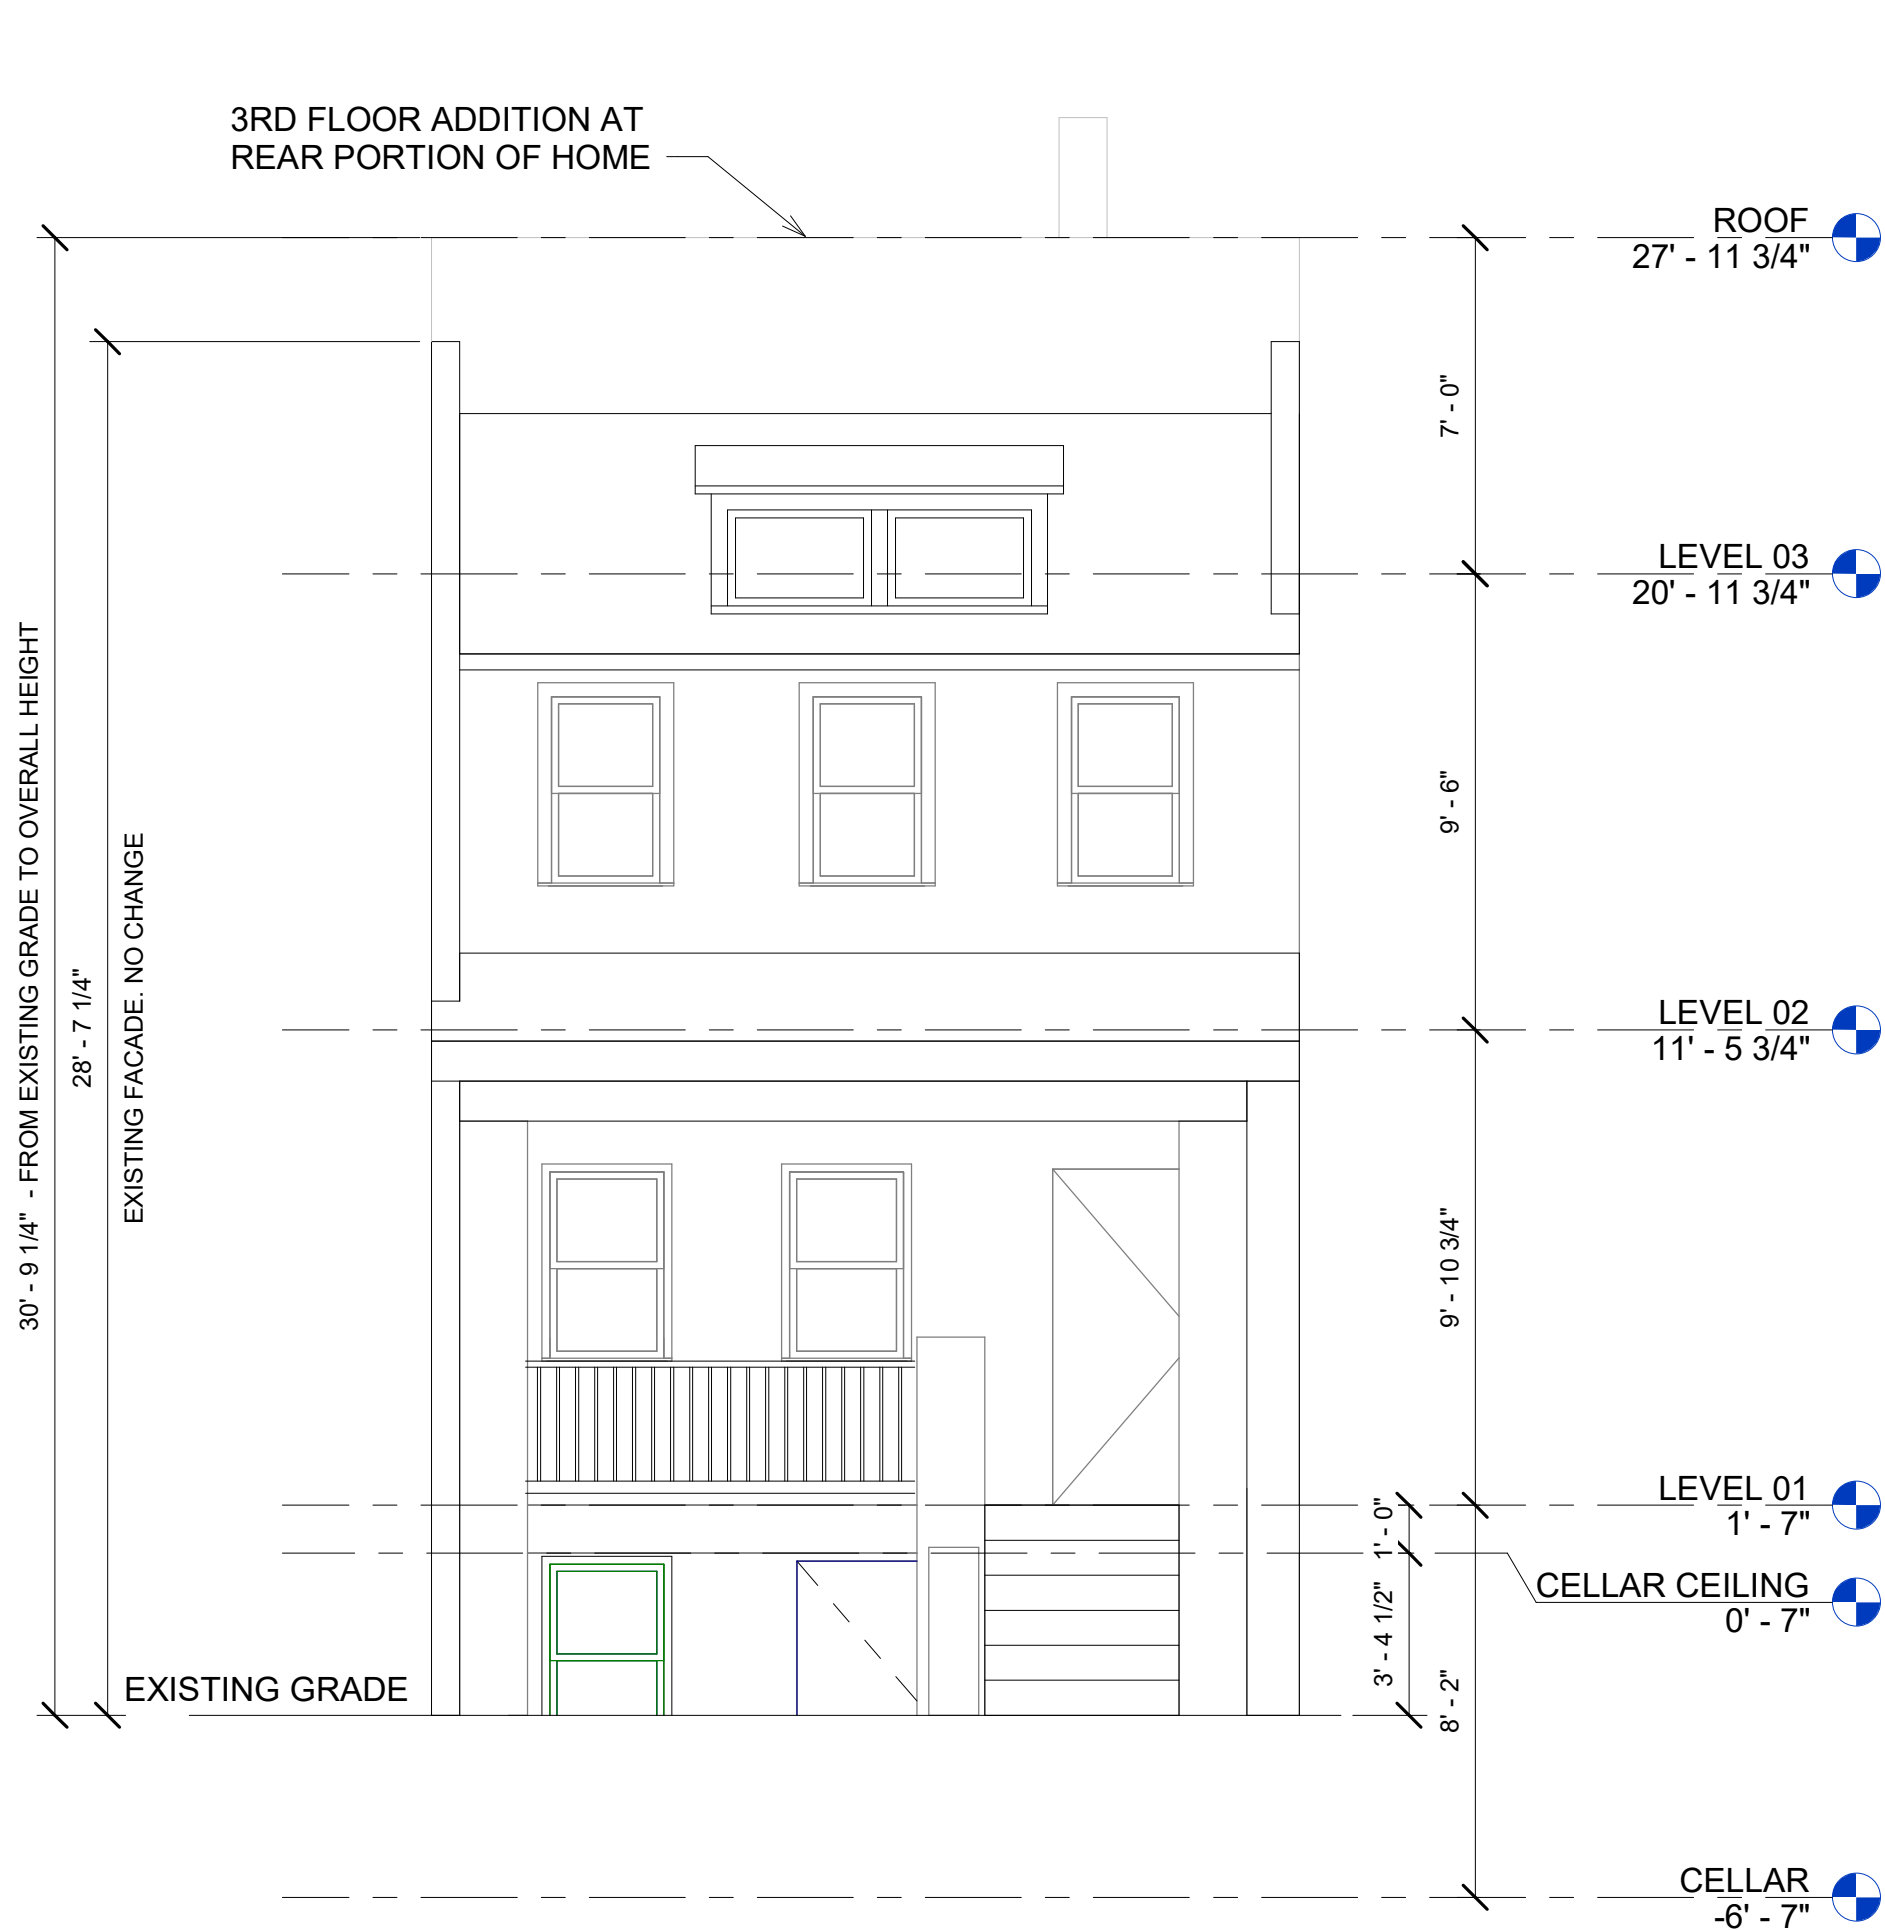 3RD FLOOR ADDITION AT
REAR PORTION OF HOME
ROOF
27' - 11 3/4"
7' - 0"
LEVEL 03
20' - 11 3/4"
9' - 6"
30' - 9 1/4" - FROM EXISTING GRADE TO OVERALL HEIGHT
28' - 7 1/4"
EXISTING FACADE. NO CHANGE
LEVEL 02
11' - 5 3/4"
9' - 10 3/4"
LEVEL 01
1' - 7"
1' - 0"
CELLAR CEILING
0' - 7"
3' - 4 1/2"
8' - 2"
EXISTING GRADE
CELLAR
-6' - 7"